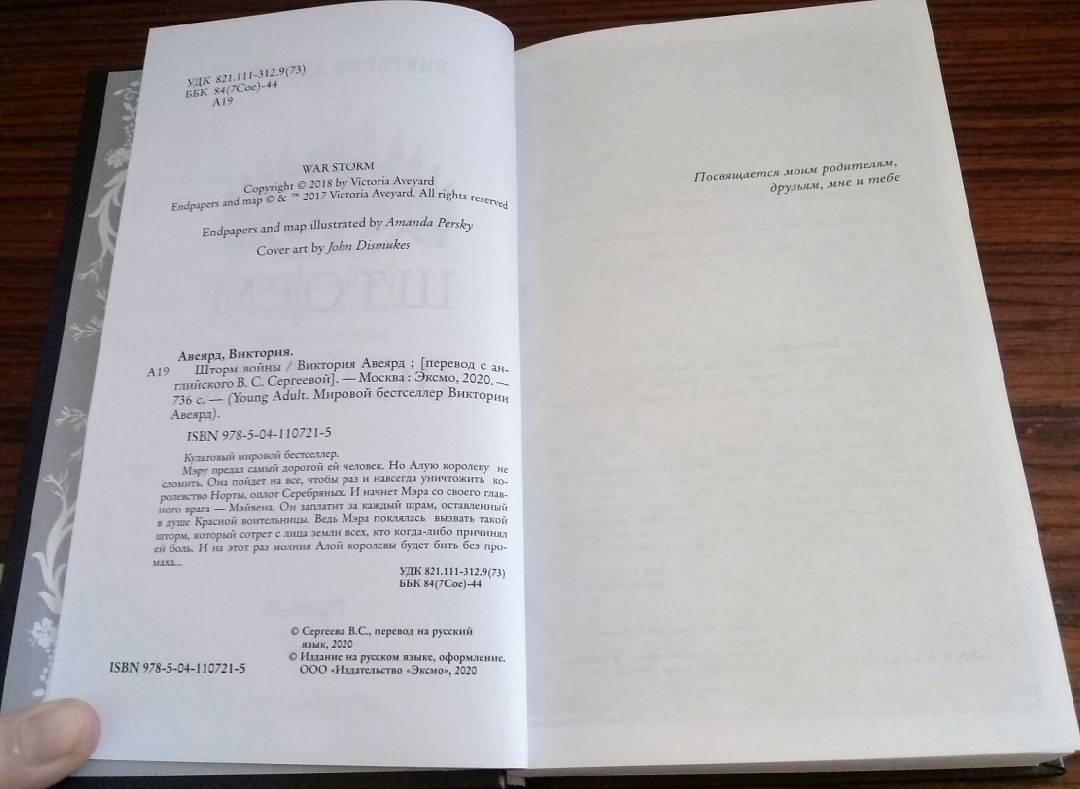 УДК 821.111-312.9(73)
ББК 84(7Сое)-44
А19
WAR STORM
Copyright © 2018 by Victoria Aveyard
Endpapers and map © & ™ 2017 Victoria Aveyard. All rights reserved
Endpapers and map illustrated by Amanda Persky
Cover art by John Dismukes
Авеярд, Виктория.
А19 Шторм войны / Виктория Авеярд ; [перевод с ан-
глийского В. С. Сергеевой]. — Москва : Эксмо, 2020. —
736 с. — (Young Adult. Мировой бестселлер Виктории
Авеярд).
ISBN 978-5-04-110721-5
Культовый мировой бестселлер.
Мэру предал самый дорогой ей человек. Но Алую королеву не
сломить. Она пойдет на все, чтобы раз и навсегда уничтожить ко-
ролевство Норты, оплот Серебряных. И начнет Мэра со своего глав-
ного врага — Мэйвена. Он заплатит за каждый шрам, оставленный
в душе Красной воительницы. Ведь Мэра поклялась вызвать такой
шторм, который сотрет с лица земли всех, кто когда-либо причинял
ей боль. И на этот раз молния Алой королевы будет бить без про-
маха...
УДК 821.111-312.9(73)
ББК 84(7Сое)-44
© Сергеева В.С., перевод на русский
язык, 2020
© Издание на русском языке, оформление.
ООО «Издательство «Эксмо», 2020
ISBN 978-5-04-110721-5
Посвящается моим родителям,
друзьям, мне и тебе